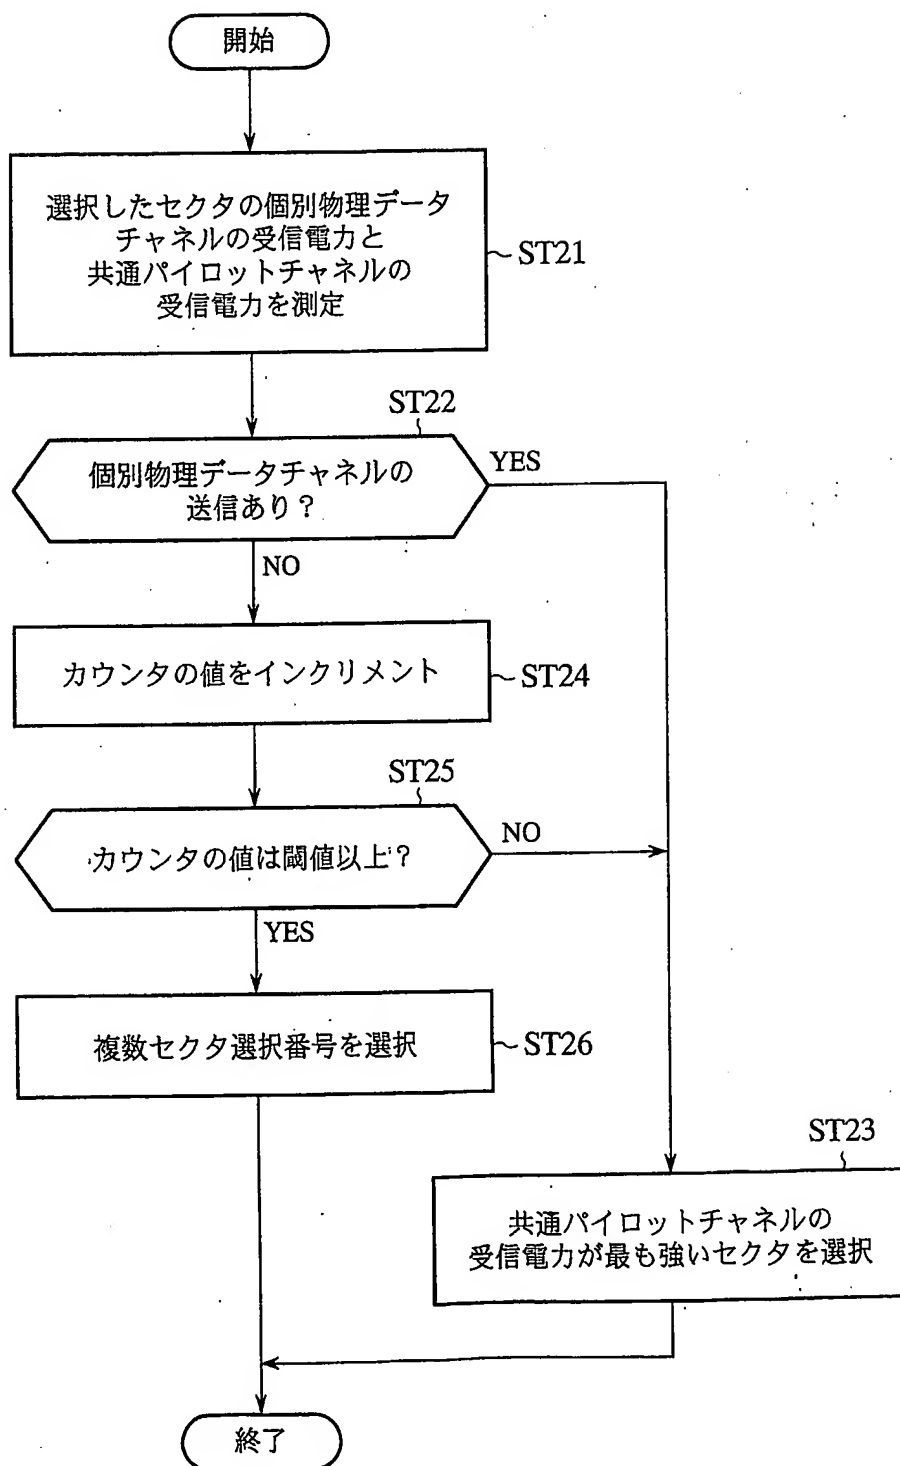 開始
選択したセクタの個別物理データ
チャネルの受信電力と
共通パイロットチャネルの
受信電力を測定
ST21
ST22
個別物理データチャネルの
送信あり？
YES
NO
カウンタの値をインクリメント
ST24
ST25
カウンタの値は閾値以上？
NO
YES
複数セクタ選択番号を選択
ST26
ST23
共通パイロットチャネルの
受信電力が最も強いセクタを選択
終了